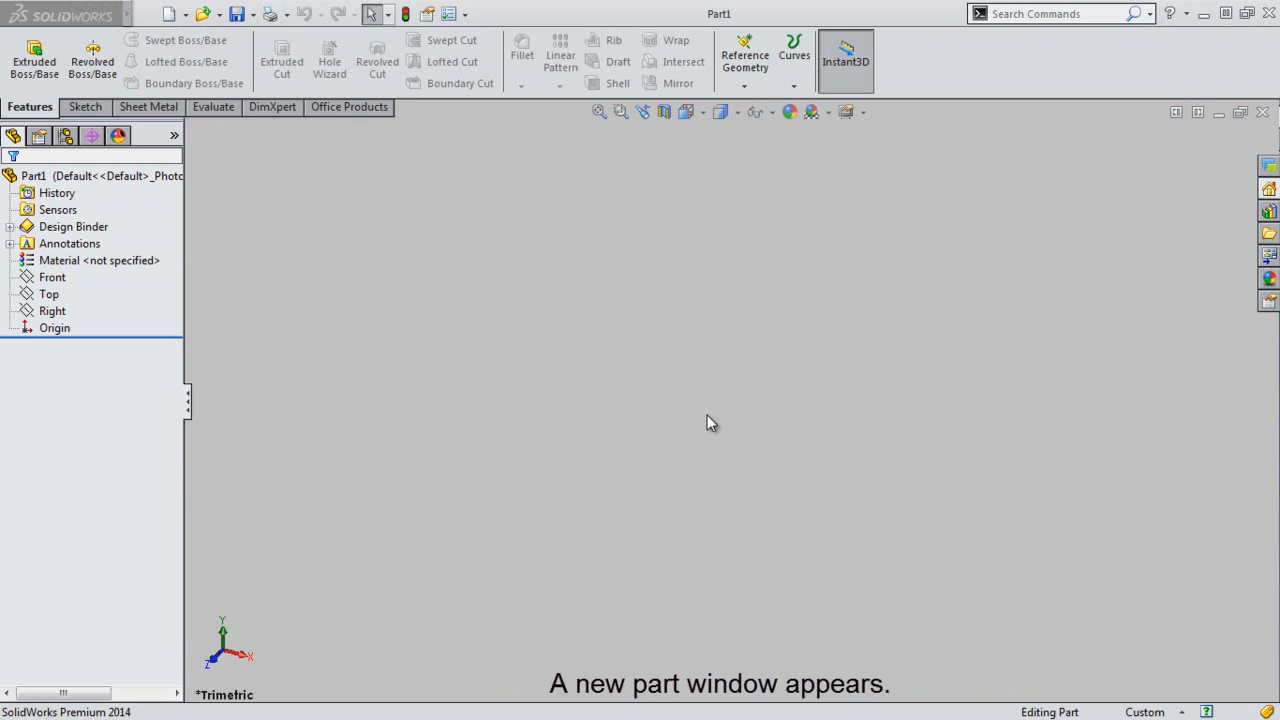 SOLIDWORKS
Part1
Search Commands
Extruded Boss/Base
Revolved Boss/Base
Swept Boss/Base
Lofted Boss/Base
Boundary Boss/Base
Extruded Cut
Hole Wizard
Revolved Cut
Swept Cut
Lofted Cut
Boundary Cut
Fillet
Linear Pattern
Rib
Draft
Shell
Wrap
Intersect
Mirror
Reference Geometry
Curves
Instant3D
Features
Sketch
Sheet Metal
Evaluate
DimXpert
Office Products
Part1 (Default<<Default>_Photo
History
Sensors
Design Binder
Annotations
Material <not specified>
Front
Top
Right
Origin
Y
X
Z
*Trimetric
A new part window appears.
SolidWorks Premium 2014
Editing Part
Custom